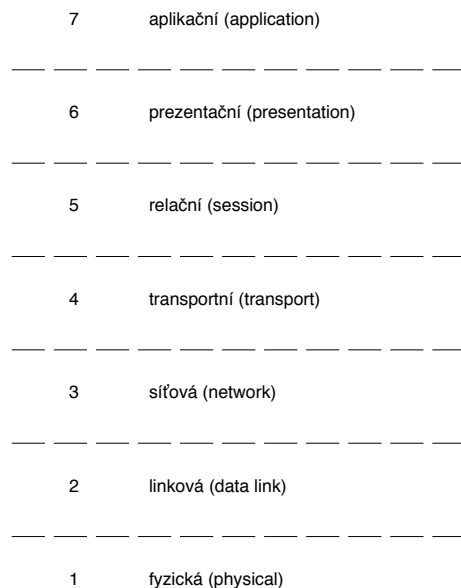 7 aplikační (application)
6 prezentační (presentation)
5 relační (session)
4 transportní (transport)
3 síťová (network)
2 linková (data link)
1 fyzická (physical)